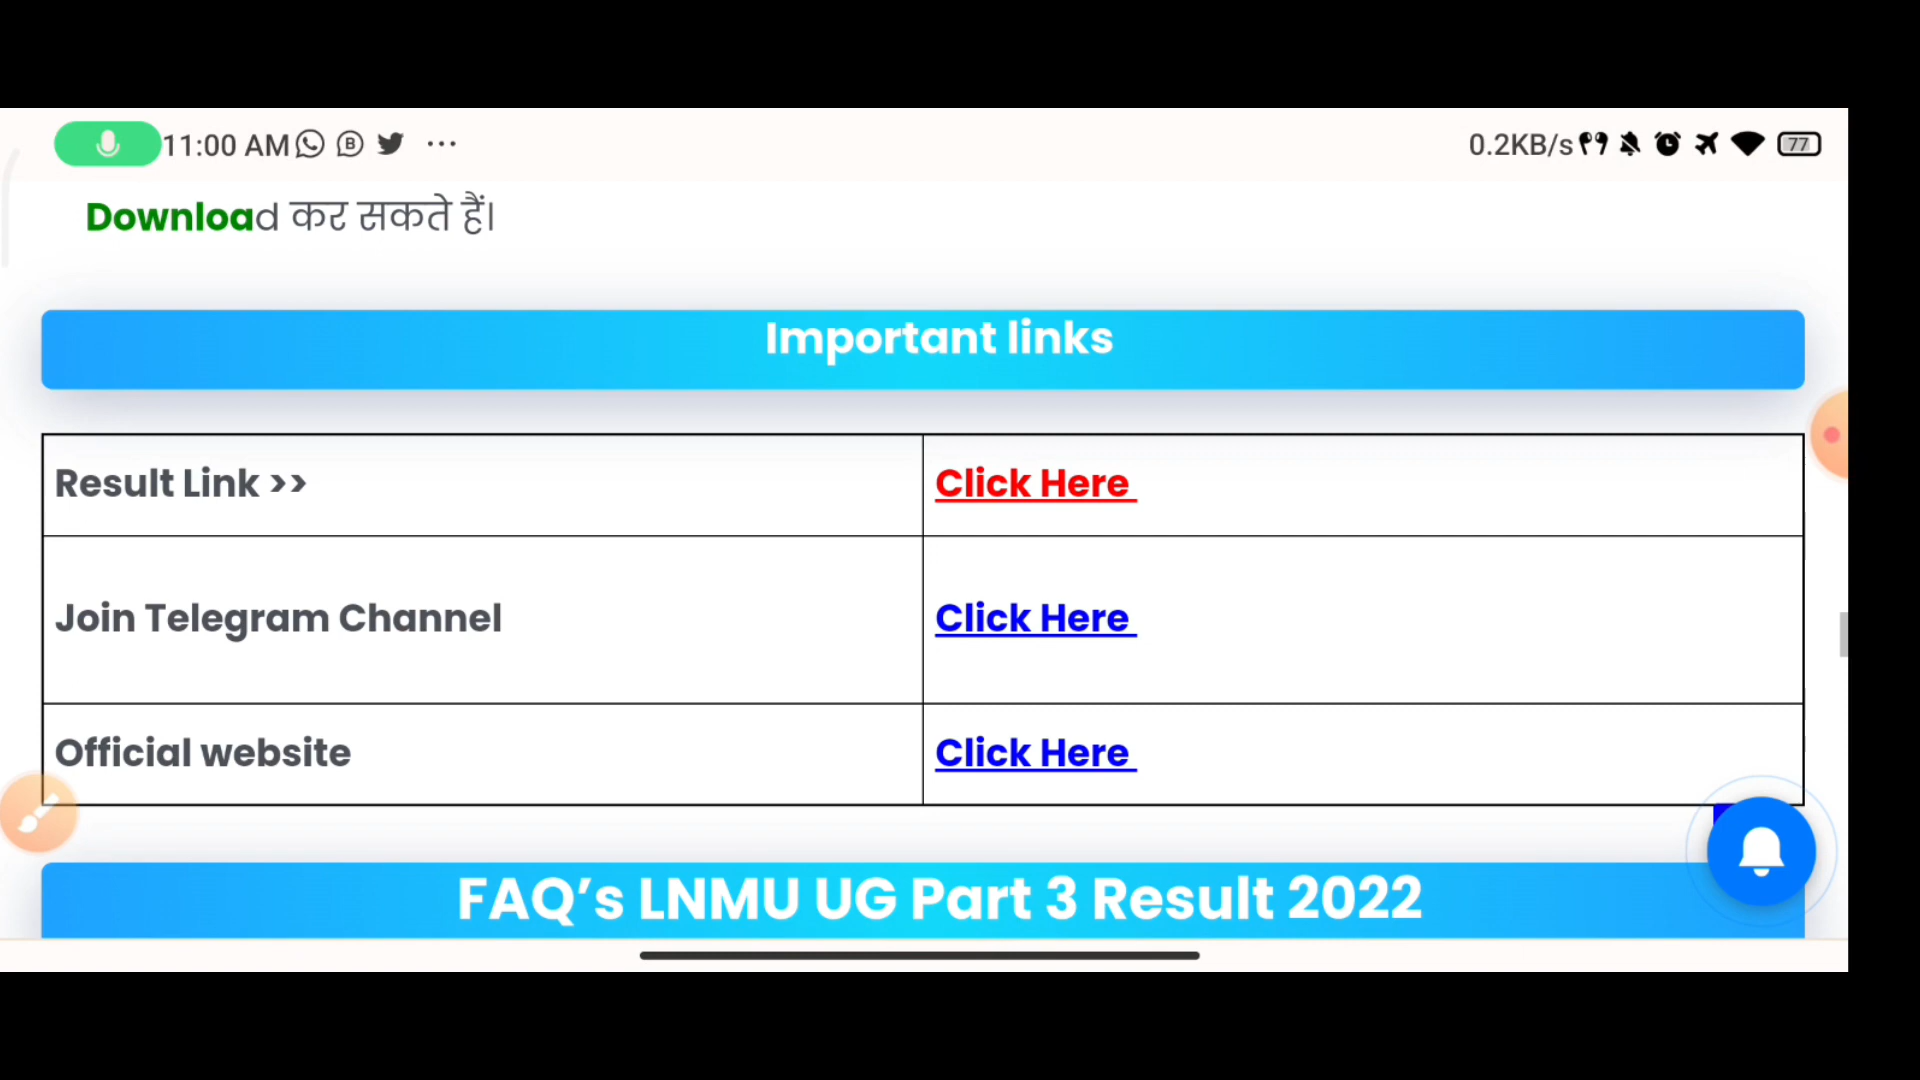 11:00 AM ··· 0.2KB/s 77
Download कर सकते हैं।
Important links
Result Link >> Click Here
Join Telegram Channel Click Here
Official website Click Here
FAQ’s LNMU UG Part 3 Result 2022